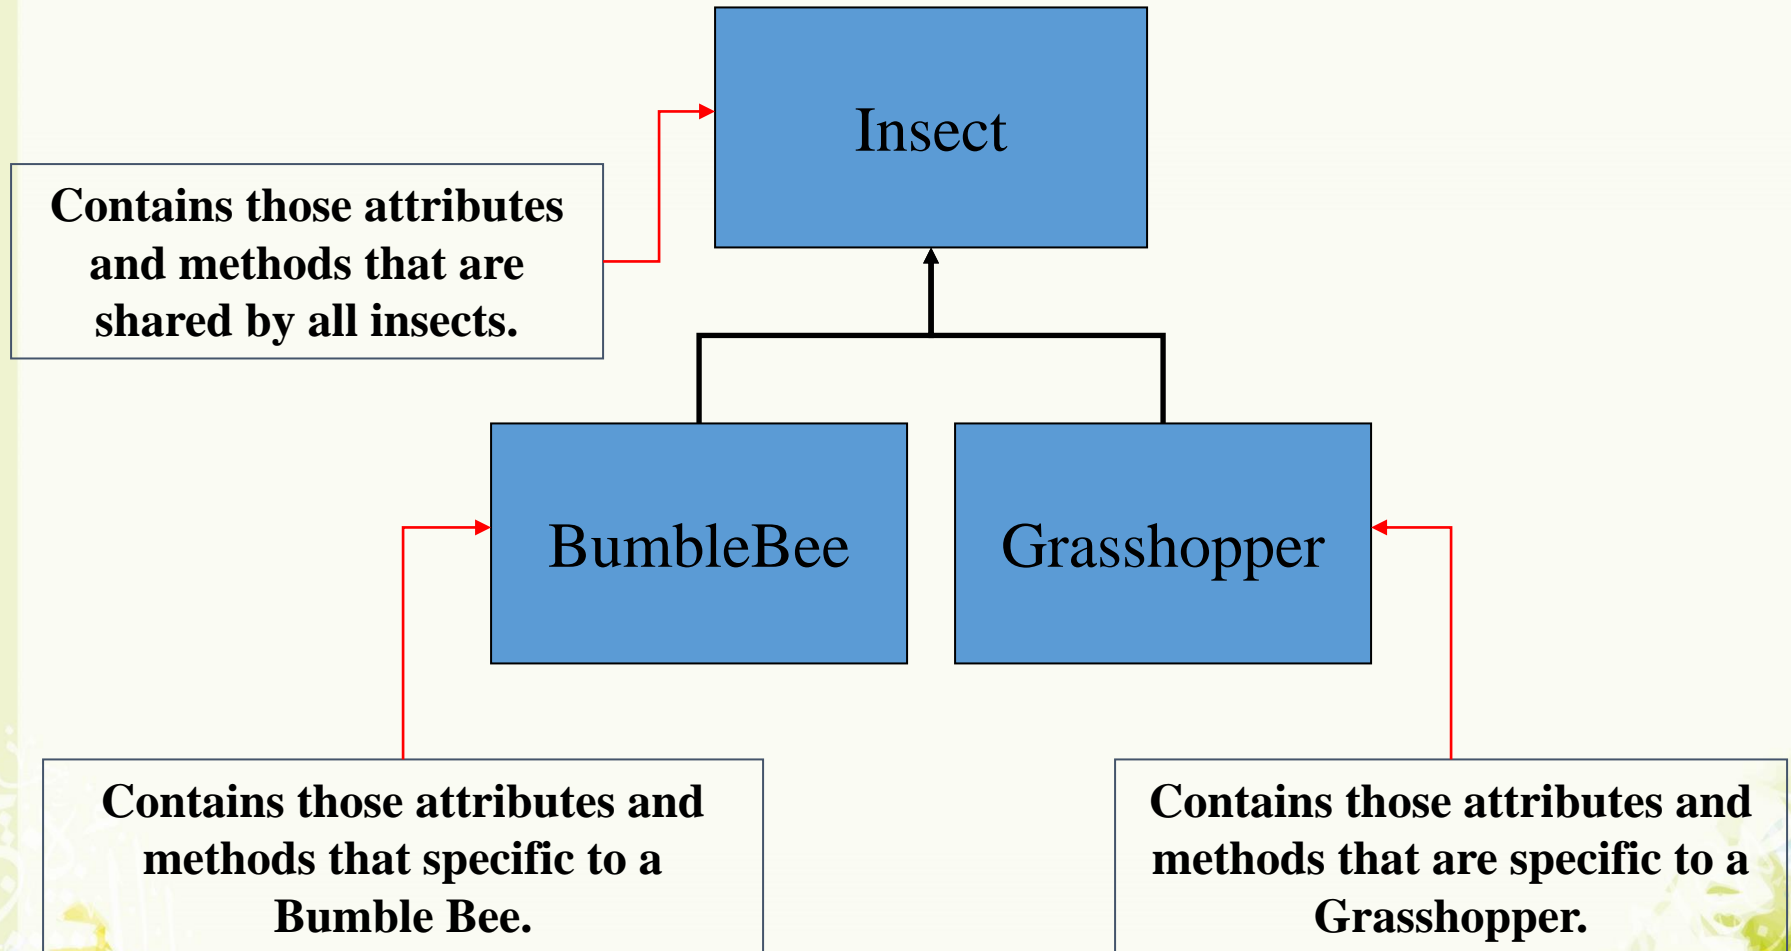 Insect
Contains those attributes
and methods that are
shared by all insects.
BumbleBee
Grasshopper
Contains those attributes and
methods that specific to a
Bumble Bee.
Contains those attributes and
methods that are specific to a
Grasshopper.